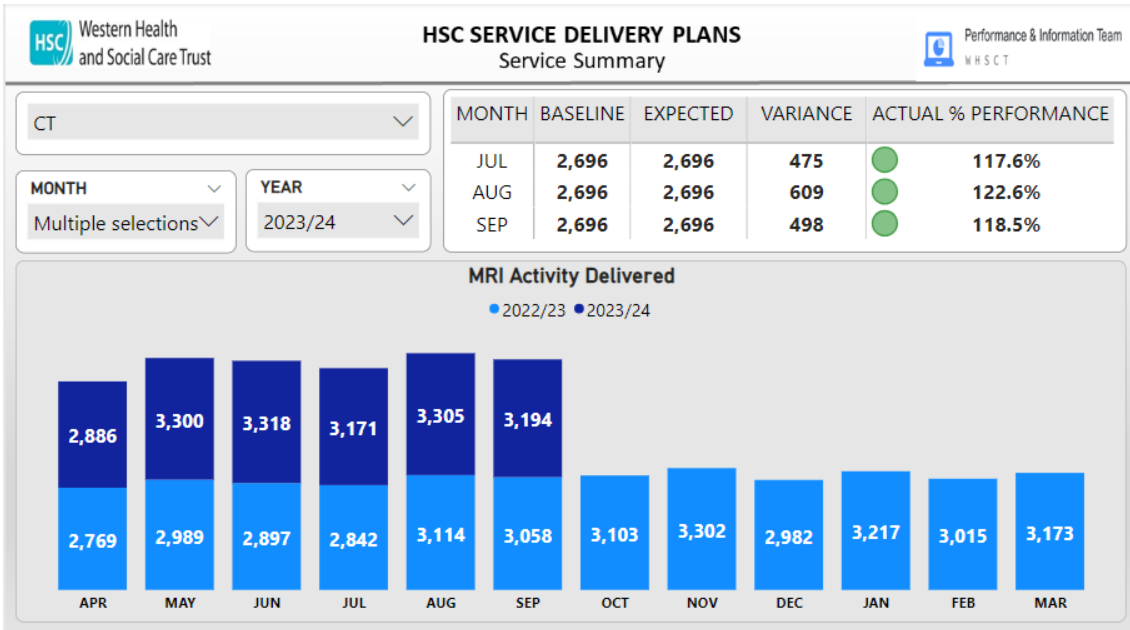 HSC
Western Health
and Social Care Trust
HSC SERVICE DELIVERY PLANS
Service Summary
Performance & Information Team
WHSCT
CT
MONTH
Multiple selections
YEAR
2023/24
MONTH BASELINE EXPECTED VARIANCE ACTUAL % PERFORMANCE
JUL 2,696 2,696 475 117.6%
AUG 2,696 2,696 609 122.6%
SEP 2,696 2,696 498 118.5%
MRI Activity Delivered
2022/23 2023/24
2,886 3,300 3,318 3,171 3,305 3,194
2,769 2,989 2,897 2,842 3,114 3,058 3,103 3,302 2,982 3,217 3,015 3,173
APR MAY JUN JUL AUG SEP OCT NOV DEC JAN FEB MAR